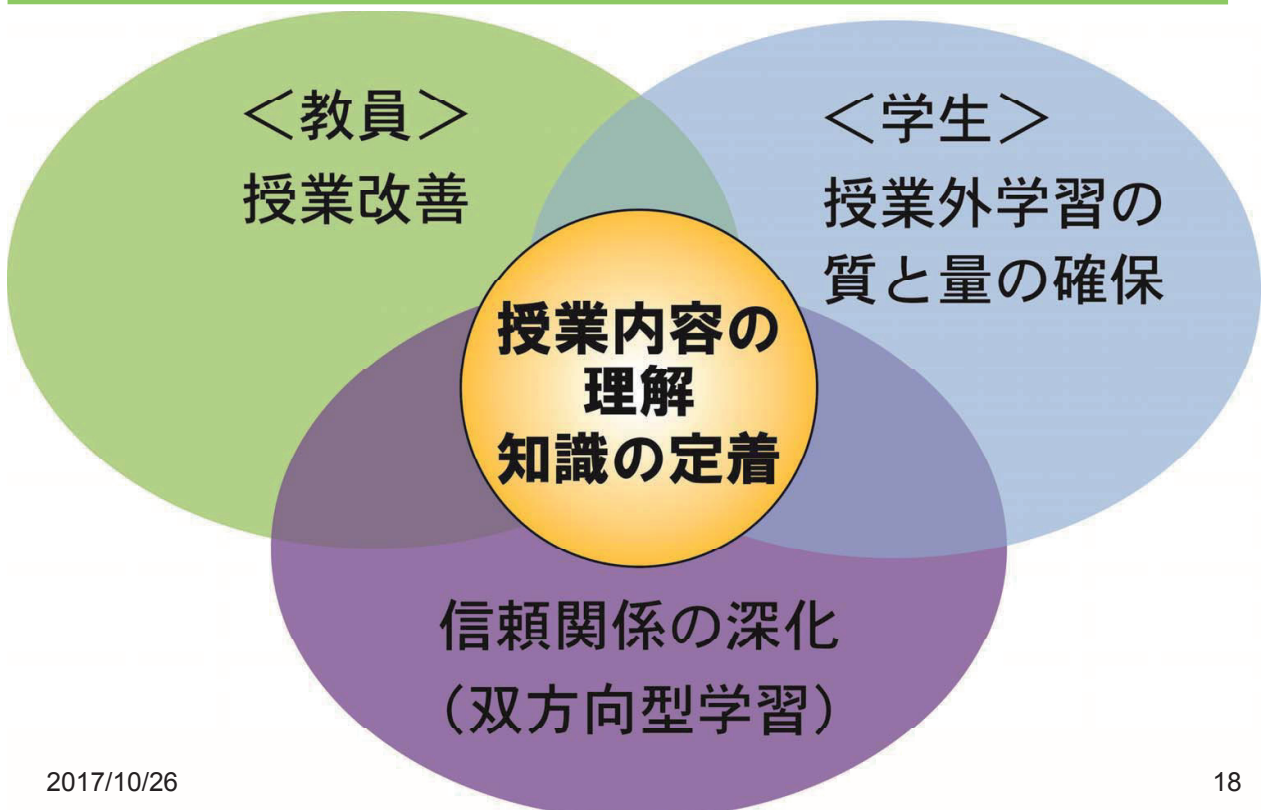 ＜教員＞
授業改善
＜学生＞
授業外学習の
質と量の確保
授業内容の
理解
知識の定着
信頼関係の深化
（双方向型学習）
2017/10/26
18